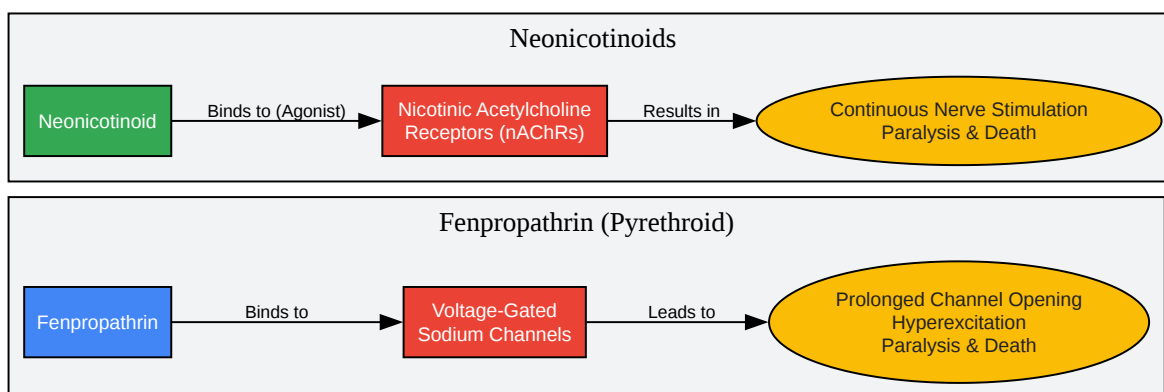 Neonicotinoids
Neonicotinoid
Binds to (Agonist)
Nicotinic Acetylcholine
Receptors (nAChRs)
Results in
Continuous Nerve Stimulation
Paralysis & Death
Fenpropathrin (Pyrethroid)
Fenpropathrin
Binds to
Voltage-Gated
Sodium Channels
Leads to
Prolonged Channel Opening
Hyperexcitation
Paralysis & Death